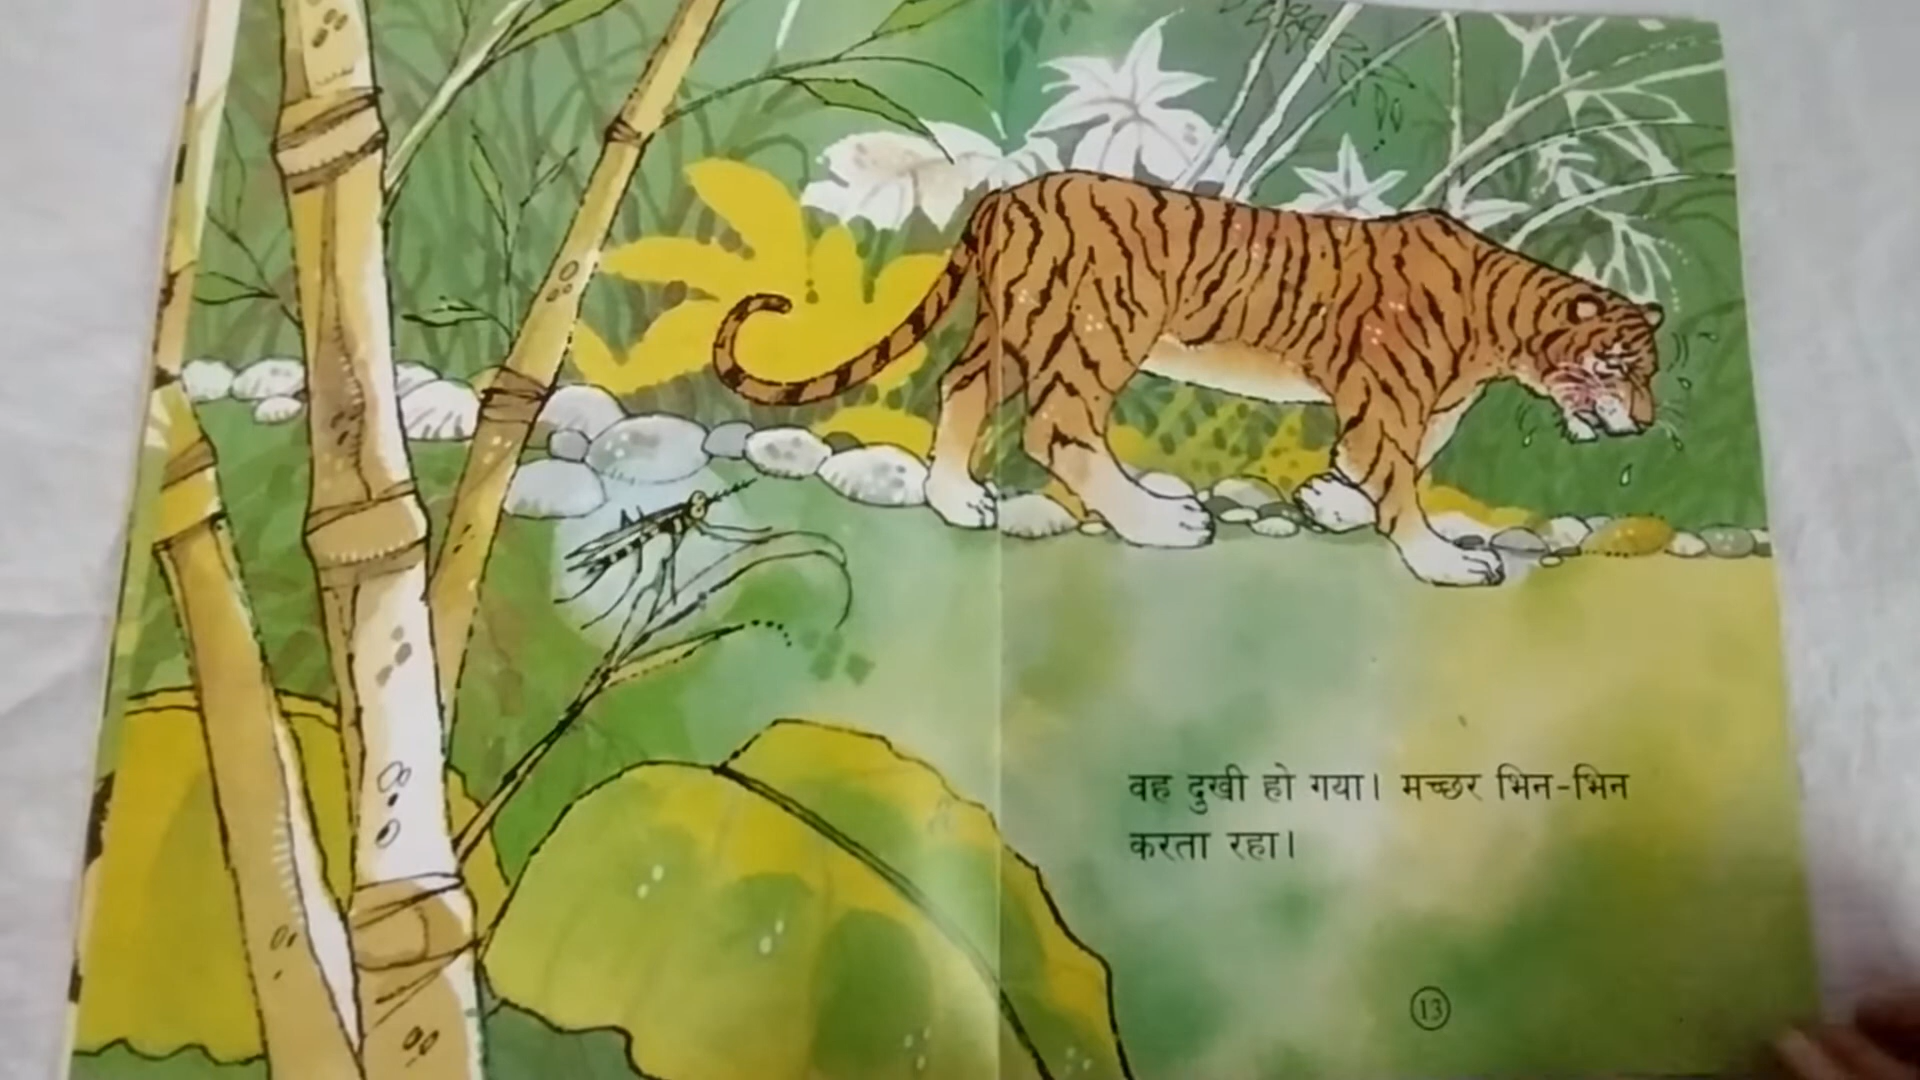 वह दुखी हो गया। मच्छर भिन-भिन
करता रहा।
13